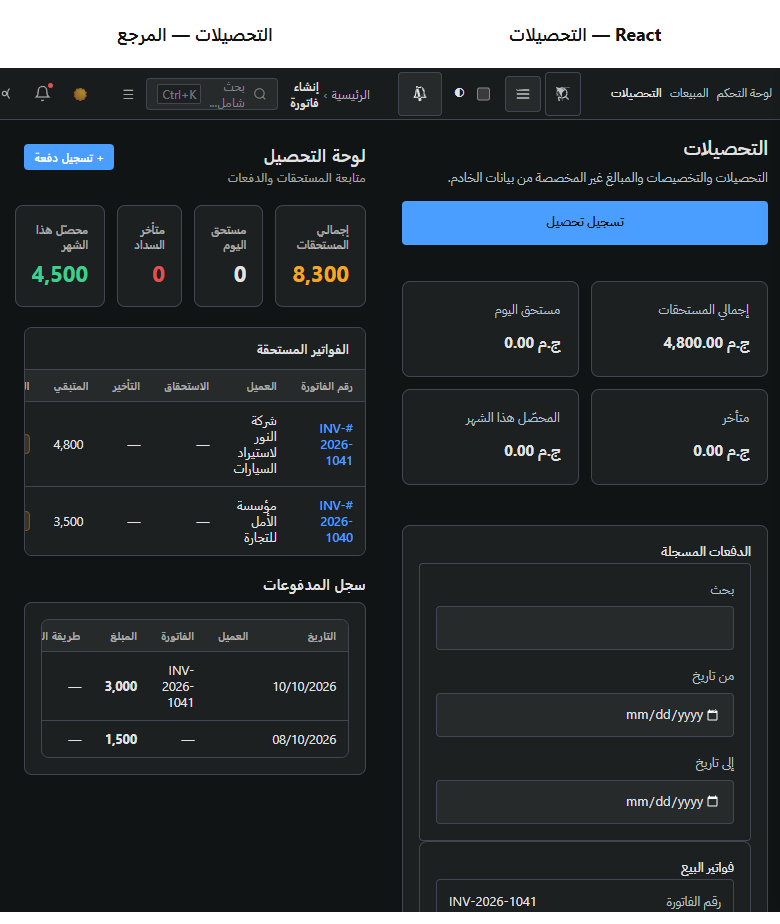 React — التحصيلات
لوحة التحكم المبيعات التحصيلات
التحصيلات
التحصيلات والتخصيصات والمبالغ غير المخصصة من بيانات الخادم.
تسجيل تحصيل
إجمالي المستحقات
ج.م 4,800.00
مستحق اليوم
ج.م 0.00
متأخر
ج.م 0.00
المحصّل هذا الشهر
ج.م 0.00
الدفعات المسجلة
بحث
من تاريخ
mm/dd/yyyy
إلى تاريخ
mm/dd/yyyy
فواتير البيع
رقم الفاتورة INV-2026-1041
التحصيلات — المرجع
الرئيسية › إنشاء فاتورة
بحث شامل... Ctrl+K
لوحة التحصيل
متابعة المستحقات والدفعات
+ تسجيل دفعة
إجمالي المستحقات
8,300
مستحق اليوم
0
متأخر السداد
0
محصّل هذا الشهر
4,500
الفواتير المستحقة
رقم الفاتورة العميل الاستحقاق التأخير المتبقي
#INV-2026-1041 شركة النور لاستيراد السيارات — — 4,800
#INV-2026-1040 مؤسسة الأمل للتجارة — — 3,500
سجل المدفوعات
التاريخ العميل الفاتورة المبلغ طريقة ال
10/10/2026 INV-2026-1041 3,000 —
08/10/2026 — 1,500 —